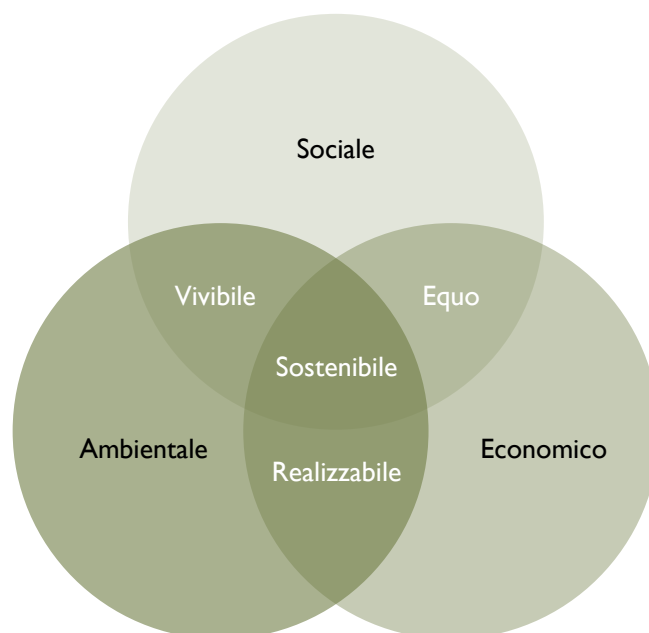 Sociale
Vivibile
Equo
Sostenibile
Ambientale
Economico
Realizzabile